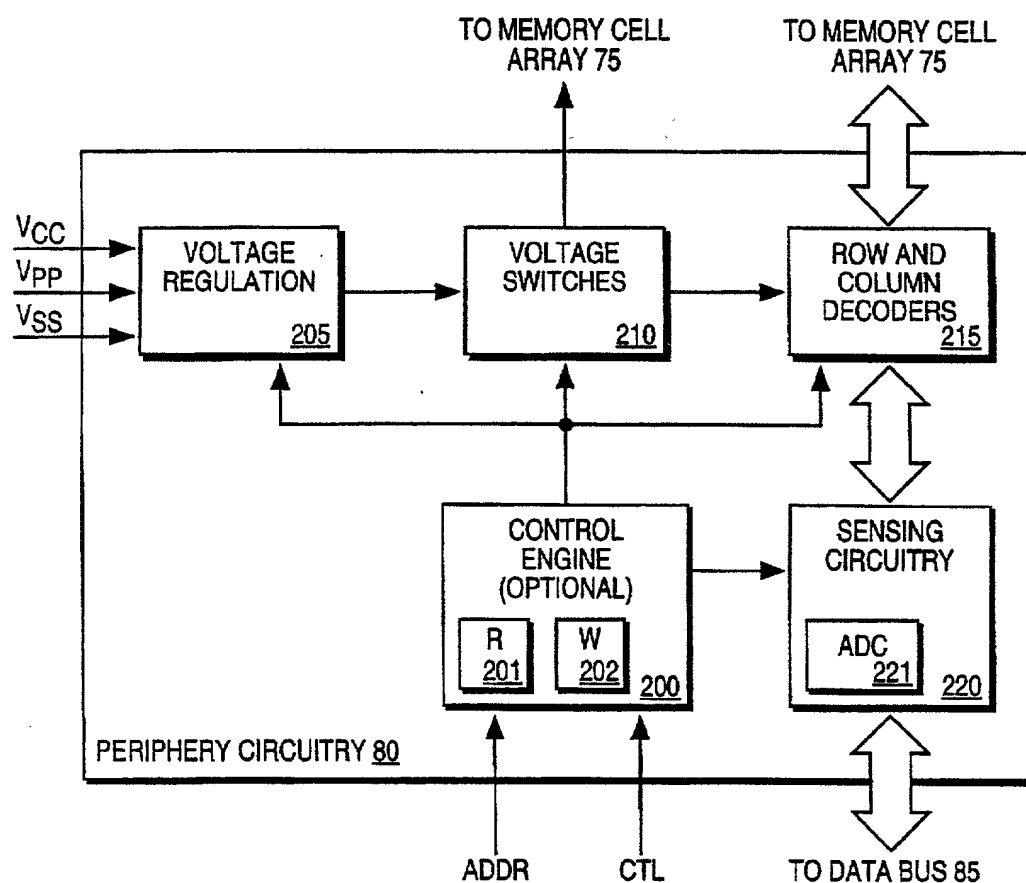 TO MEMORY CELL
ARRAY 75
TO MEMORY CELL
ARRAY 75
VCC
VPP
VSS
VOLTAGE
REGULATION
205
VOLTAGE
SWITCHES
210
ROW AND
COLUMN
DECODERS
215
CONTROL
ENGINE
(OPTIONAL)
R
201
W
202
200
SENSING
CIRCUITRY
ADC
221
220
PERIPHERY CIRCUITRY 80
ADDR
CTL
TO DATA BUS 85